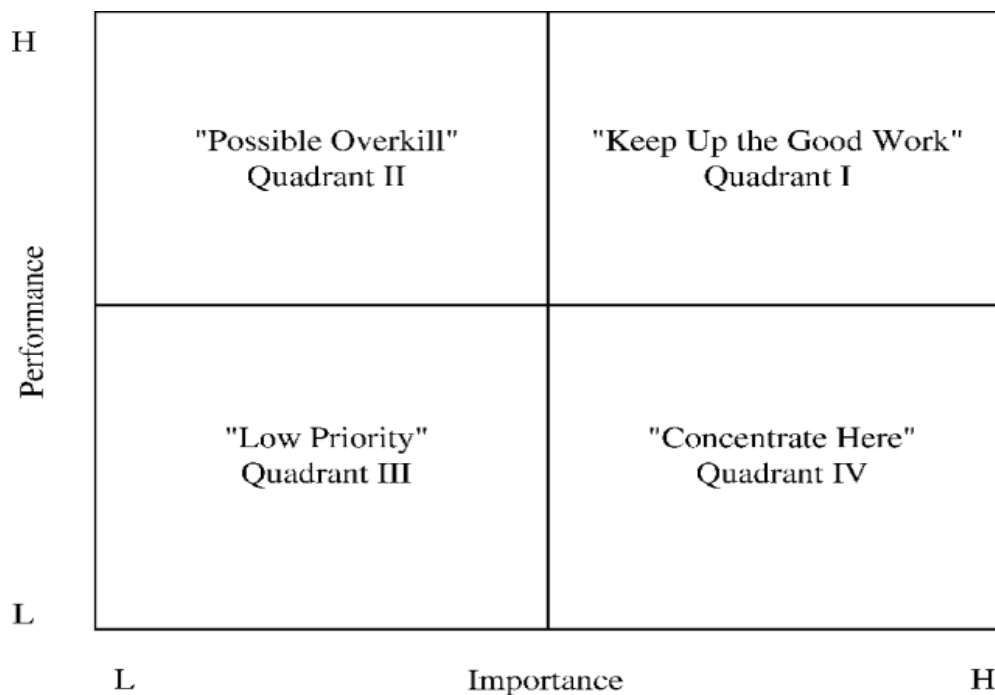 H
"Possible Overkill"
Quadrant II
"Keep Up the Good Work"
Quadrant I
Performance
"Low Priority"
Quadrant III
"Concentrate Here"
Quadrant IV
L
L
Importance
H